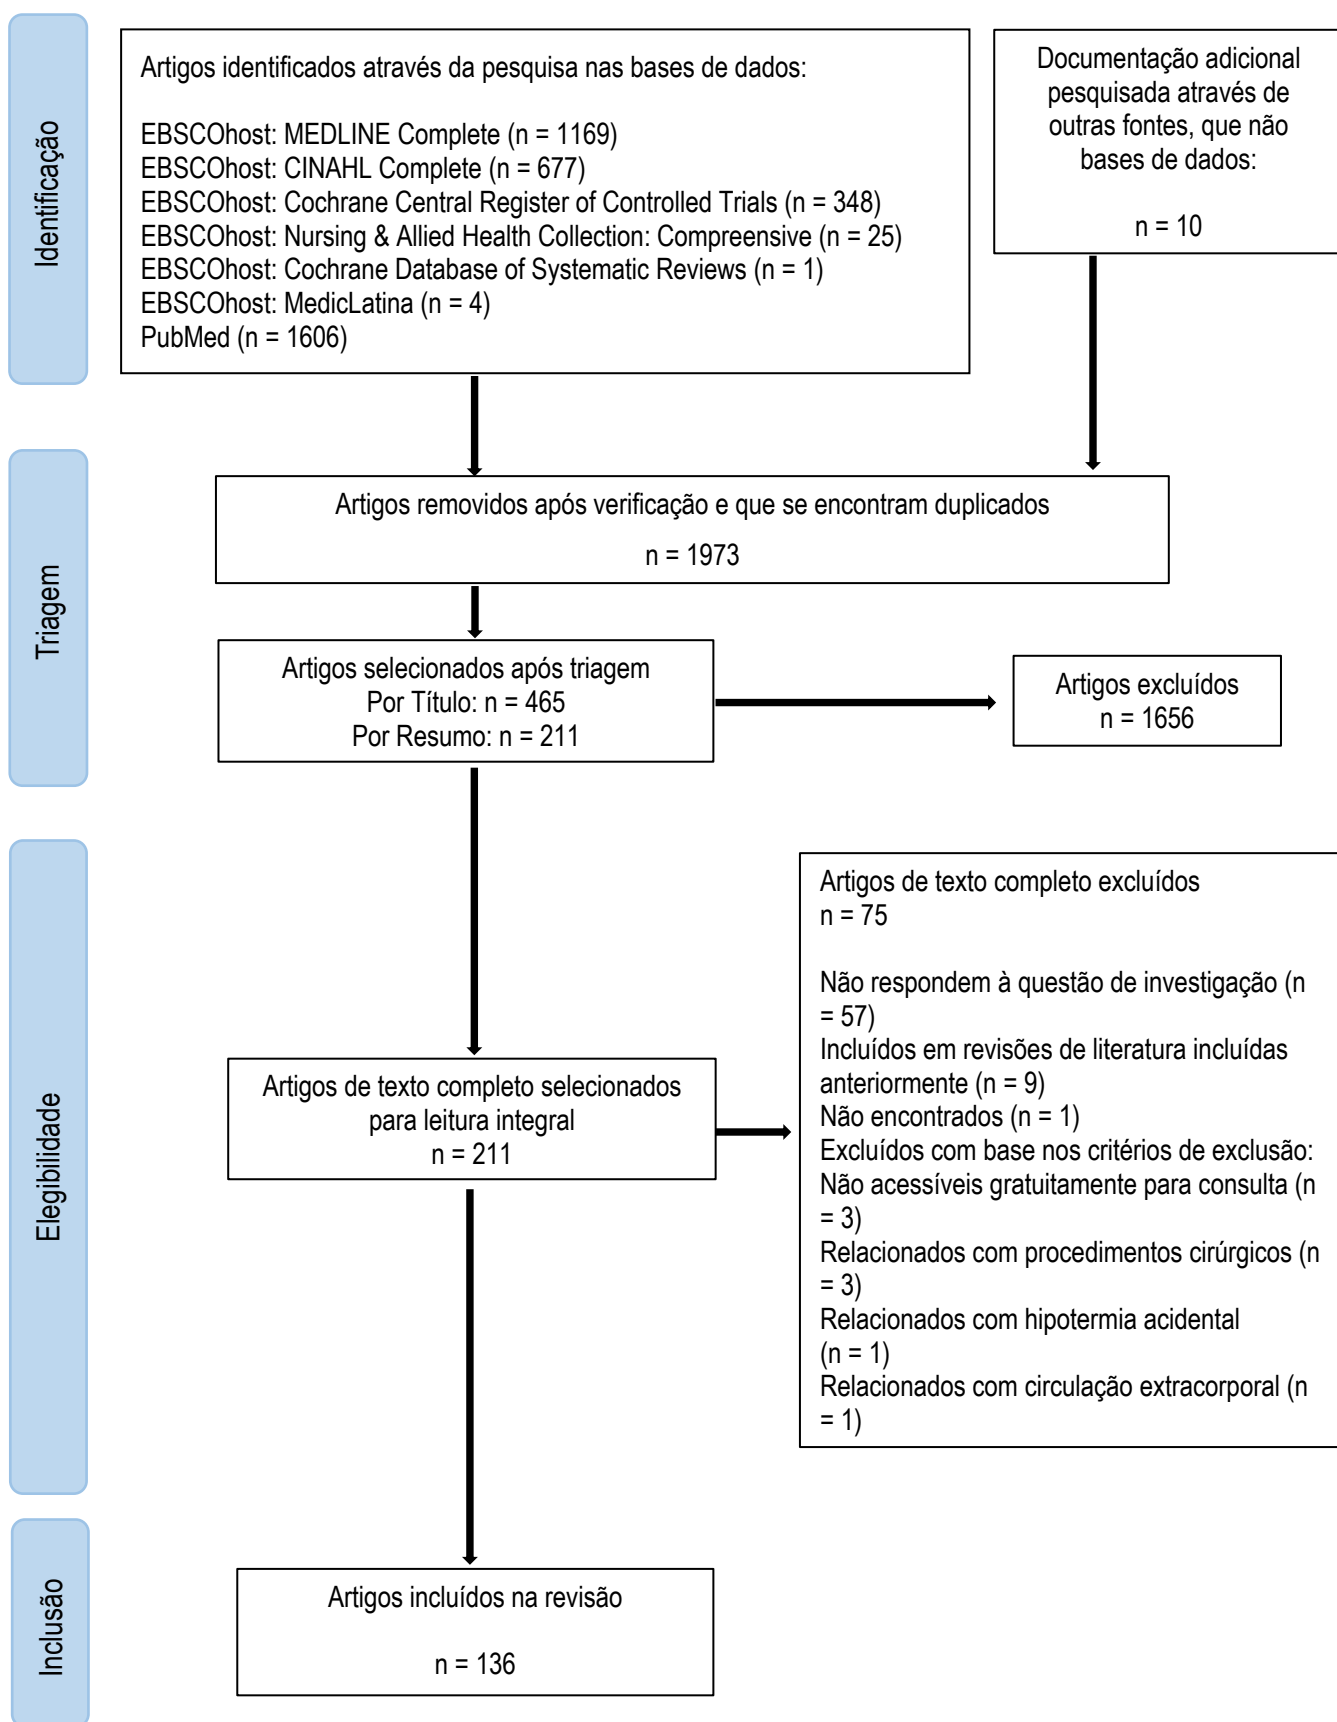 Identificação
Artigos identificados através da pesquisa nas bases de dados:
EBSCOhost: MEDLINE Complete (n = 1169)
EBSCOhost: CINAHL Complete (n = 677)
EBSCOhost: Cochrane Central Register of Controlled Trials (n = 348)
EBSCOhost: Nursing & Allied Health Collection: Compreensive (n = 25)
EBSCOhost: Cochrane Database of Systematic Reviews (n = 1)
EBSCOhost: MedicLatina (n = 4)
PubMed (n = 1606)
Documentação adicional
pesquisada através de
outras fontes, que não
bases de dados:
n = 10
Triagem
Artigos removidos após verificação e que se encontram duplicados
n = 1973
Artigos selecionados após triagem
Por Título: n = 465
Por Resumo: n = 211
Artigos excluídos
n = 1656
Elegibilidade
Artigos de texto completo selecionados
para leitura integral
n = 211
Artigos de texto completo excluídos
n = 75
Não respondem à questão de investigação (n
= 57)
Incluídos em revisões de literatura incluídas
anteriormente (n = 9)
Não encontrados (n = 1)
Excluídos com base nos critérios de exclusão:
Não acessíveis gratuitamente para consulta (n
= 3)
Relacionados com procedimentos cirúrgicos (n
= 3)
Relacionados com hipotermia acidental
(n = 1)
Relacionados com circulação extracorporal (n
= 1)
Inclusão
Artigos incluídos na revisão
n = 136